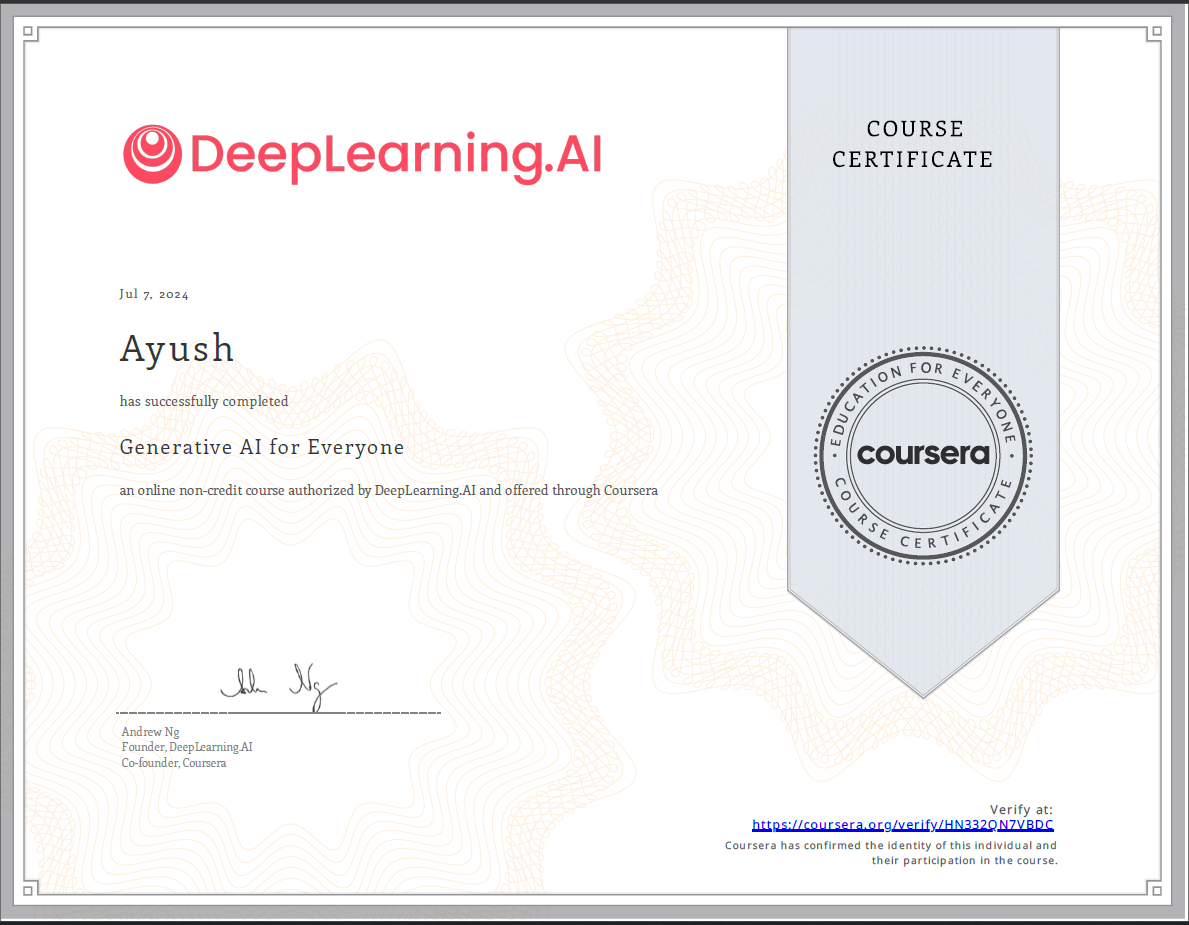 DeepLearning.AI
COURSE
CERTIFICATE
Jul 7, 2024
Ayush
has successfully completed
Generative AI for Everyone
an online non-credit course authorized by DeepLearning.AI and offered through Coursera
EDUCATION FOR EVERYONE
coursera
COURSE CERTIFICATE
Andrew Ng
Founder, DeepLearning.AI
Co-founder, Coursera
Verify at:
https://coursera.org/verify/HN332QN7VBDC
Coursera has confirmed the identity of this individual and
their participation in the course.